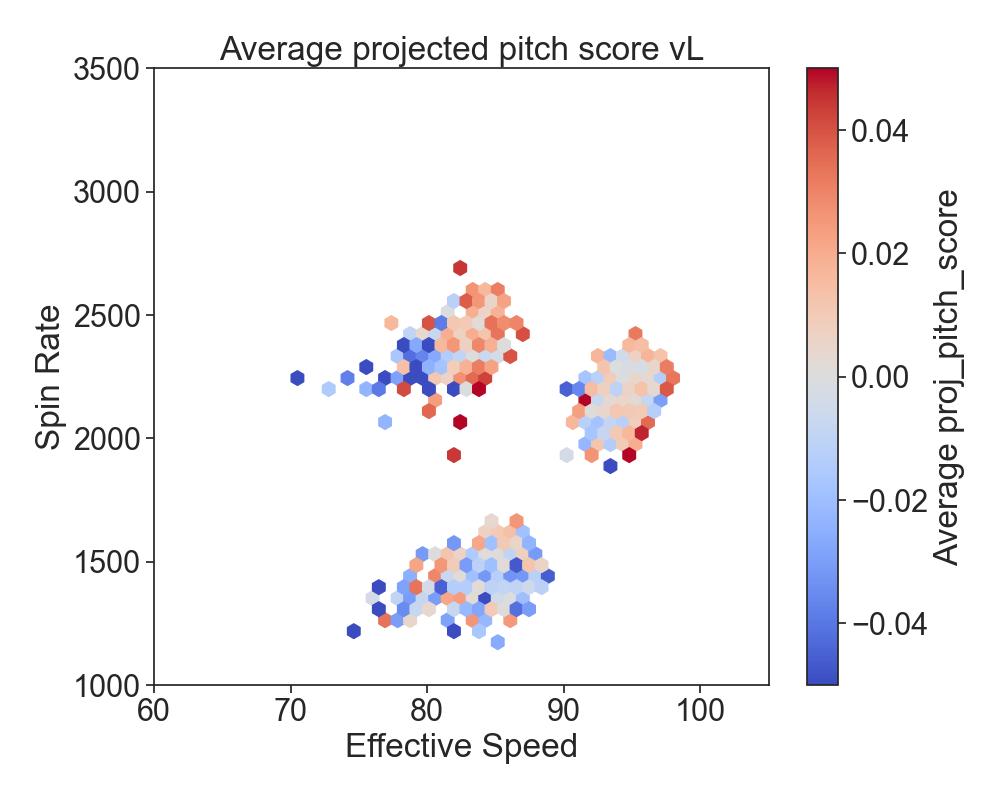 Average projected pitch score vL
3500
3000
2500
2000
1500
1000
Spin Rate
60 70 80 90 100
Effective Speed
0.04
0.02
0.00
−0.02
−0.04
Average proj_pitch_score